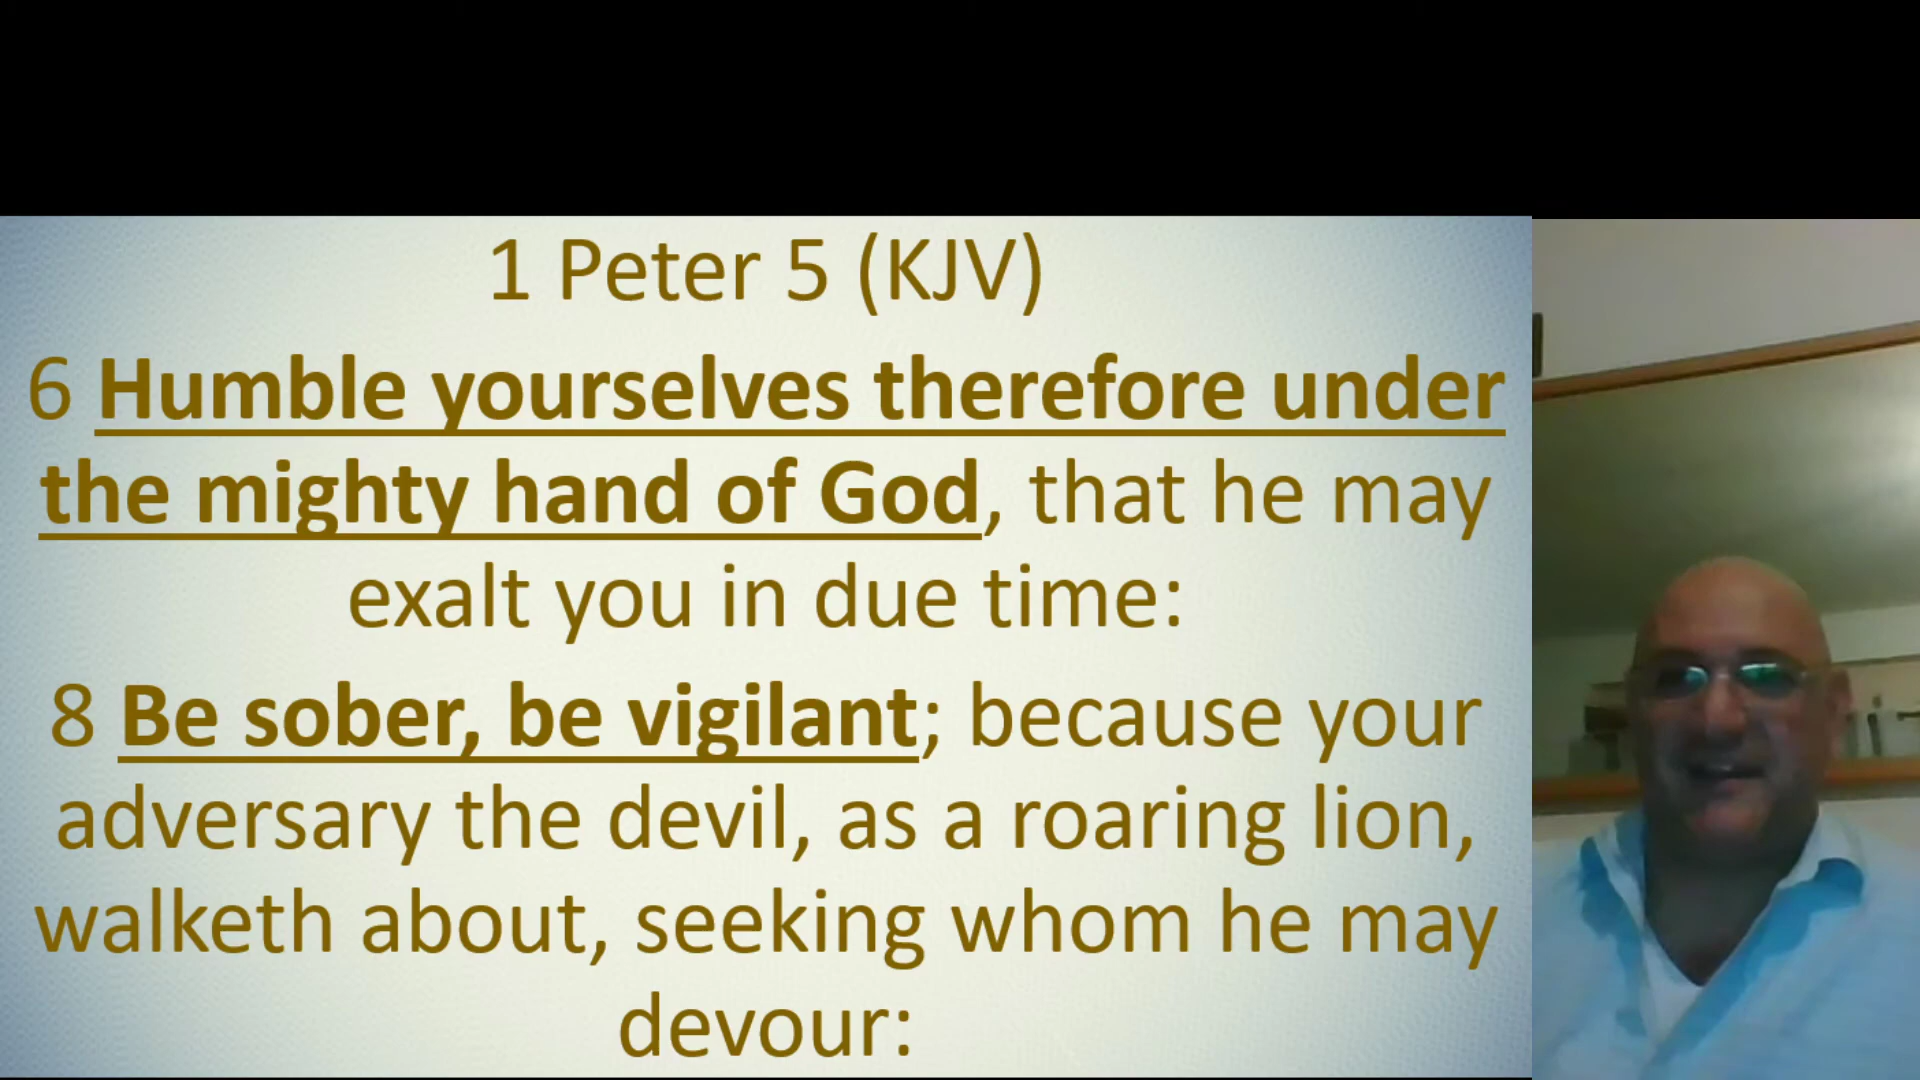 1 Peter 5 (KJV)
6 Humble yourselves therefore under
the mighty hand of God, that he may
exalt you in due time:
8 Be sober, be vigilant; because your
adversary the devil, as a roaring lion,
walketh about, seeking whom he may
devour: